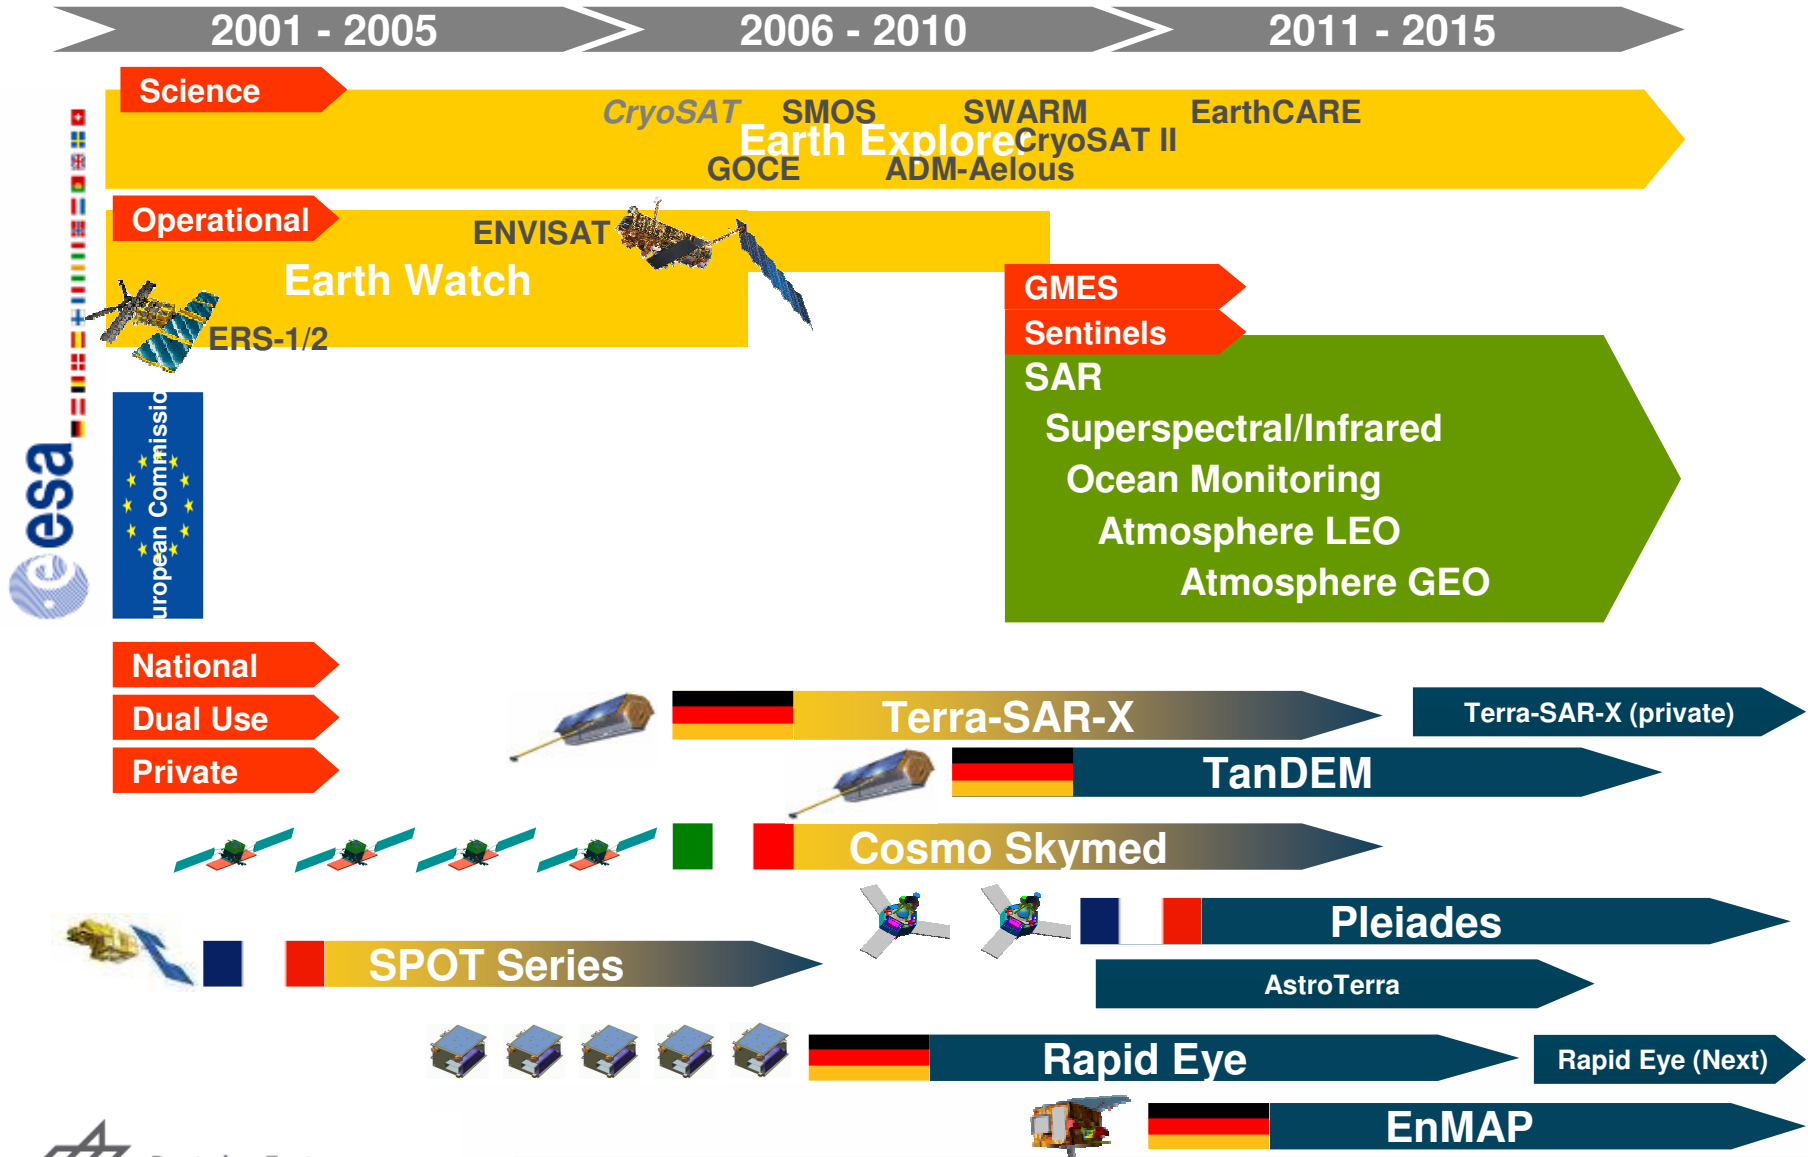 2001 - 2005
2006 - 2010
2011 - 2015
Science
CryoSAT
SMOS
SWARM
EarthCARE
Earth Explorer
CryoSAT II
GOCE
ADM-Aelous
Operational
ENVISAT
Earth Watch
ERS-1/2
GMES
Sentinels
SAR
Superspectral/Infrared
Ocean Monitoring
Atmosphere LEO
Atmosphere GEO
esa
uropean Commissio
National
Dual Use
Private
Terra-SAR-X
Terra-SAR-X (private)
TanDEM
Cosmo Skymed
Pleiades
SPOT Series
AstroTerra
Rapid Eye
Rapid Eye (Next)
EnMAP